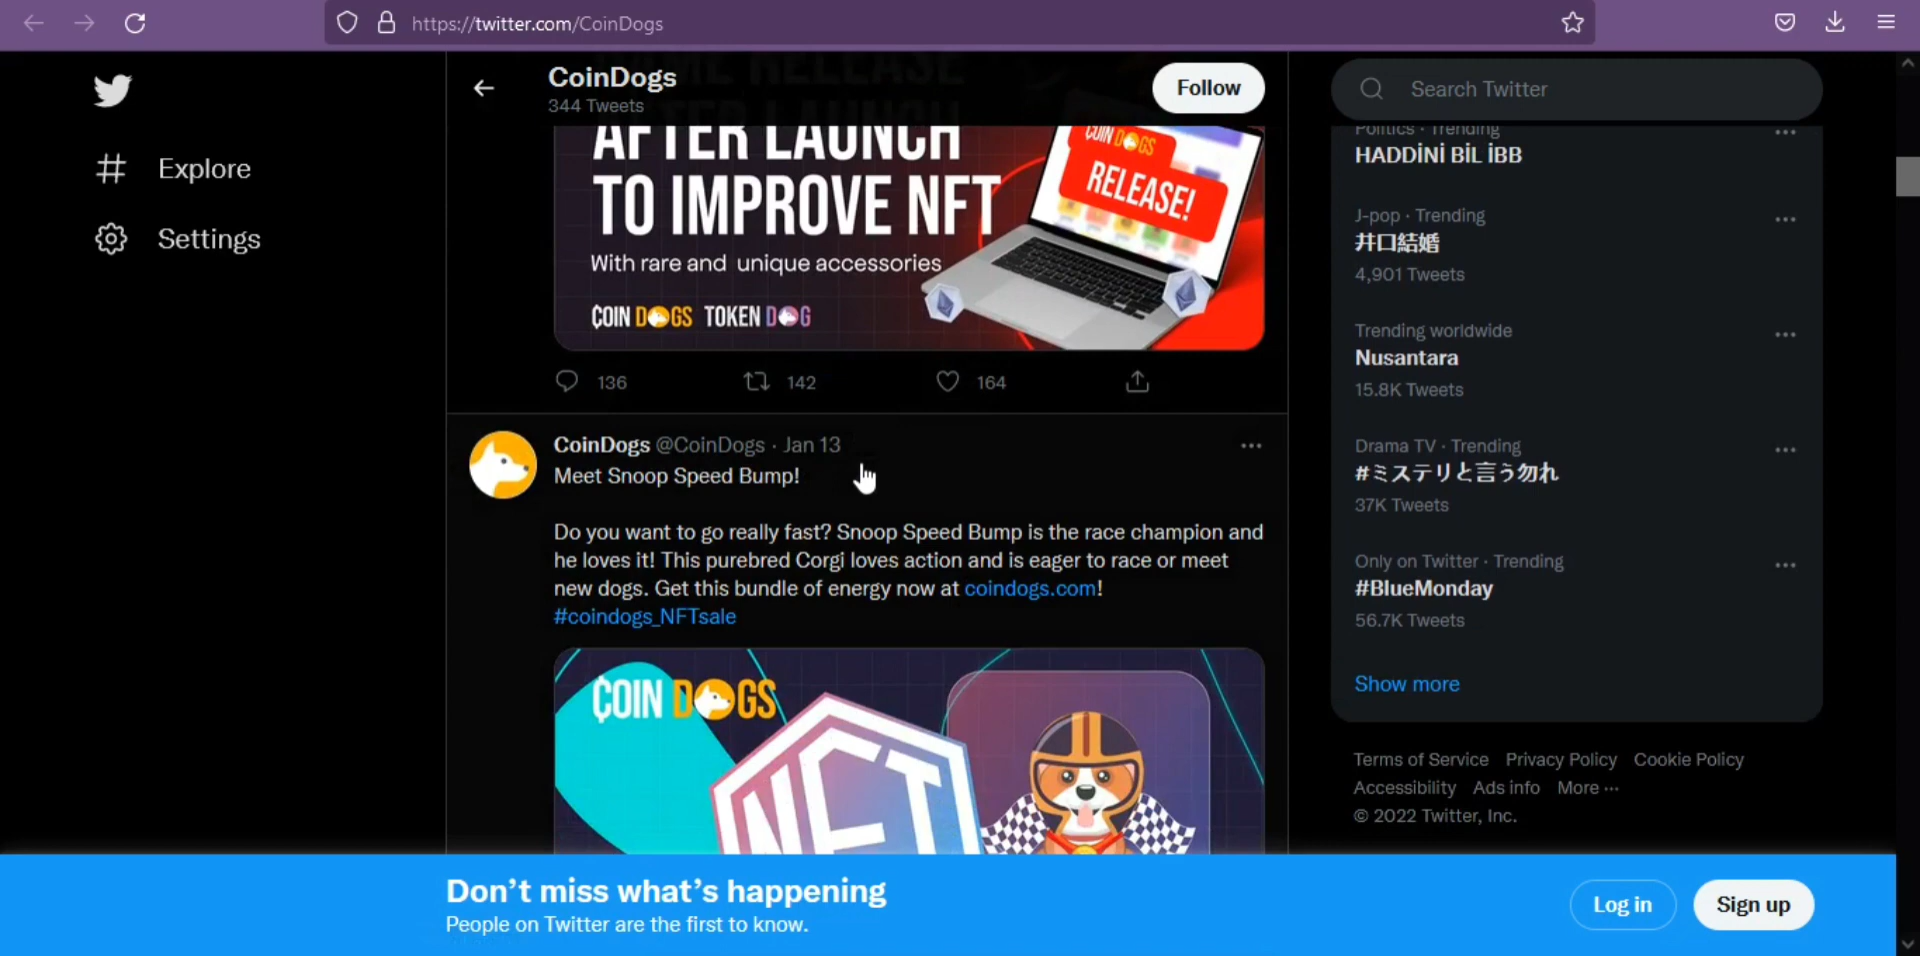 https://twitter.com/CoinDogs
CoinDogs
344 Tweets
Follow
Search Twitter
Explore
Settings
AFTER LAUNCH
TO IMPROVE NFT
With rare and unique accessories
COIN DOGS TOKEN DOG
COIN DOGS
RELEASE!
136
142
164
CoinDogs @CoinDogs · Jan 13
Meet Snoop Speed Bump!
Do you want to go really fast? Snoop Speed Bump is the race champion and
he loves it! This purebred Corgi loves action and is eager to race or meet
new dogs. Get this bundle of energy now at coindogs.com!
#coindogs_NFTsale
COIN DOGS
NFT
Politics · Trending
HADDİNİ BİL İBB
J-pop · Trending
井口結婚
4,901 Tweets
Trending worldwide
Nusantara
15.8K Tweets
Drama TV · Trending
#ミステリと言う勿れ
37K Tweets
Only on Twitter · Trending
#BlueMonday
56.7K Tweets
Show more
Terms of Service Privacy Policy Cookie Policy
Accessibility Ads info More ···
© 2022 Twitter, Inc.
Don't miss what's happening
People on Twitter are the first to know.
Log in
Sign up